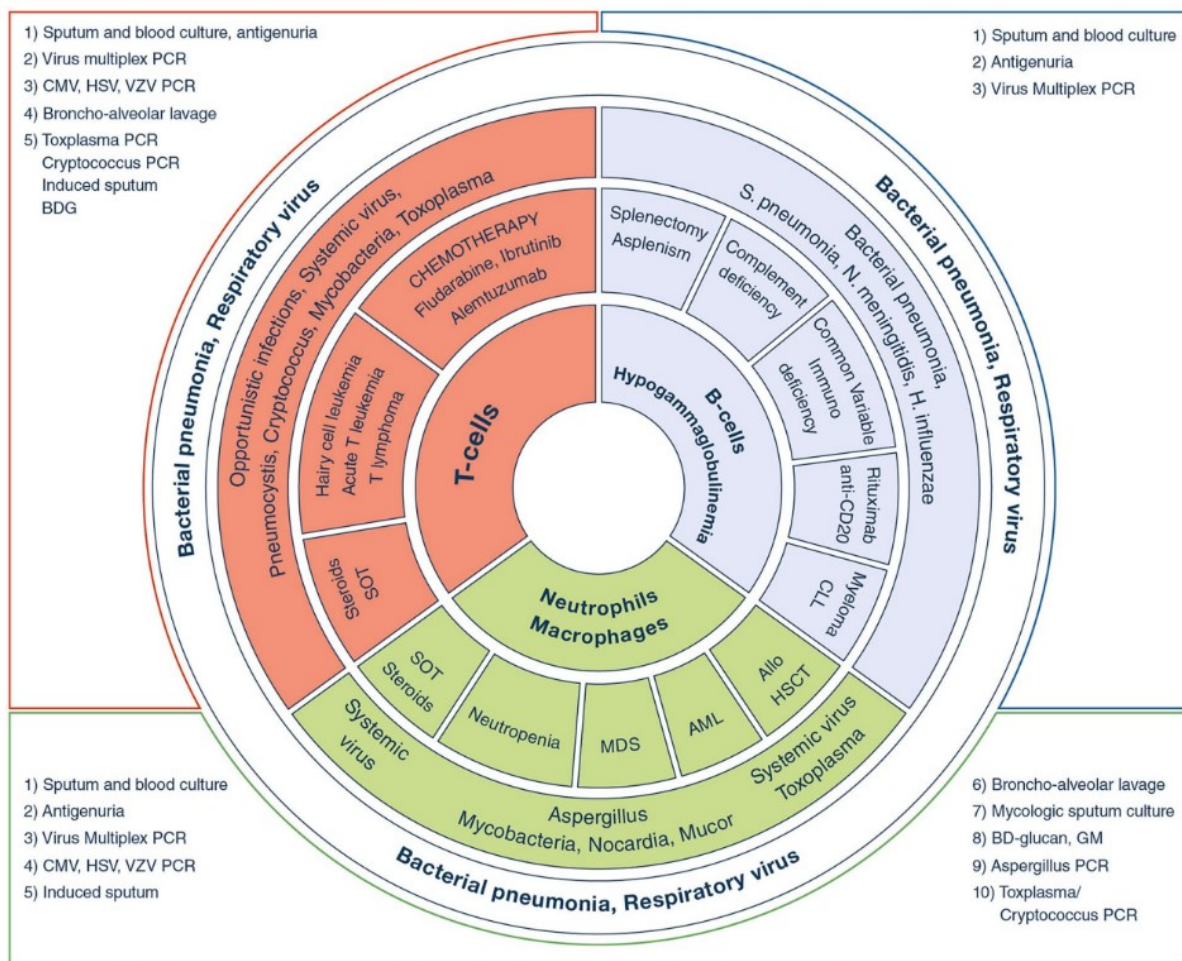 1) Sputum and blood culture, antigenuria
2) Virus multiplex PCR
3) CMV, HSV, VZV PCR
4) Broncho-alveolar lavage
5) Toxplasma PCR
Cryptococcus PCR
Induced sputum
BDG
1) Sputum and blood culture
2) Antigenuria
3) Virus Multiplex PCR
Bacterial pneumonia, Respiratory virus
Opportunistic infections, Systemic virus,
Pneumocystis, Cryptococcus, Mycobacteria, Toxoplasma
CHEMOTHERAPY
Fludarabine, Ibrutinib
Alemtuzumab
Hairy cell leukemia
Acute T leukemia
T lymphoma
Steroids
SOT
T-cells
Bacterial pneumonia, Respiratory virus
Bacterial pneumonia,
S. pneumonia, N. meningitidis, H. influenzae
Splenectomy
Asplenism
Complement
deficiency
Common Variable
Immuno
deficiency
Rituximab
anti-CD20
Myeloma
CLL
B-cells
Hypogammaglobulinemia
Neutrophils
Macrophages
SOT
Steroids
Neutropenia
MDS
AML
Allo
HSCT
Systemic
virus
Aspergillus
Mycobacteria, Nocardia, Mucor
Systemic virus
Toxoplasma
Bacterial pneumonia, Respiratory virus
1) Sputum and blood culture
2) Antigenuria
3) Virus Multiplex PCR
4) CMV, HSV, VZV PCR
5) Induced sputum
6) Broncho-alveolar lavage
7) Mycologic sputum culture
8) BD-glucan, GM
9) Aspergillus PCR
10) Toxplasma/
Cryptococcus PCR